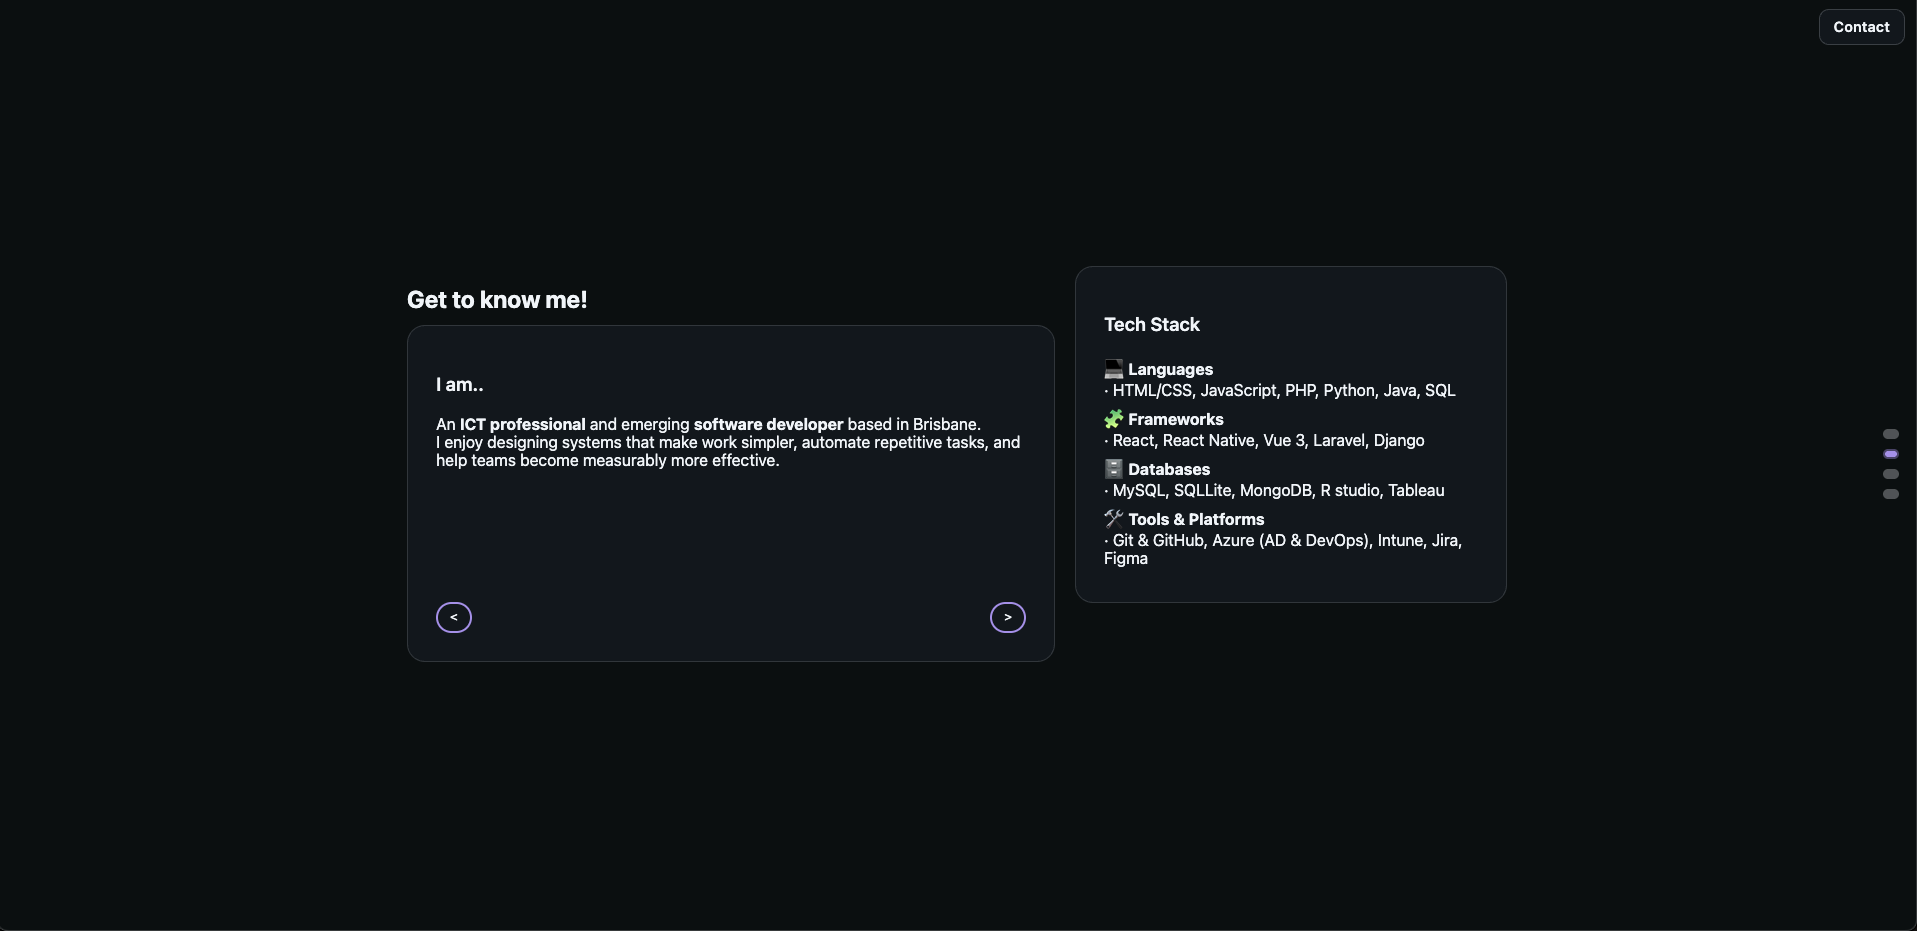 Contact
Get to know me!
I am..
An ICT professional and emerging software developer based in Brisbane.
I enjoy designing systems that make work simpler, automate repetitive tasks, and
help teams become measurably more effective.
<
>
Tech Stack
💻 Languages
· HTML/CSS, JavaScript, PHP, Python, Java, SQL
🧩 Frameworks
· React, React Native, Vue 3, Laravel, Django
🗄️ Databases
· MySQL, SQLLite, MongoDB, R studio, Tableau
🛠️ Tools & Platforms
· Git & GitHub, Azure (AD & DevOps), Intune, Jira,
Figma